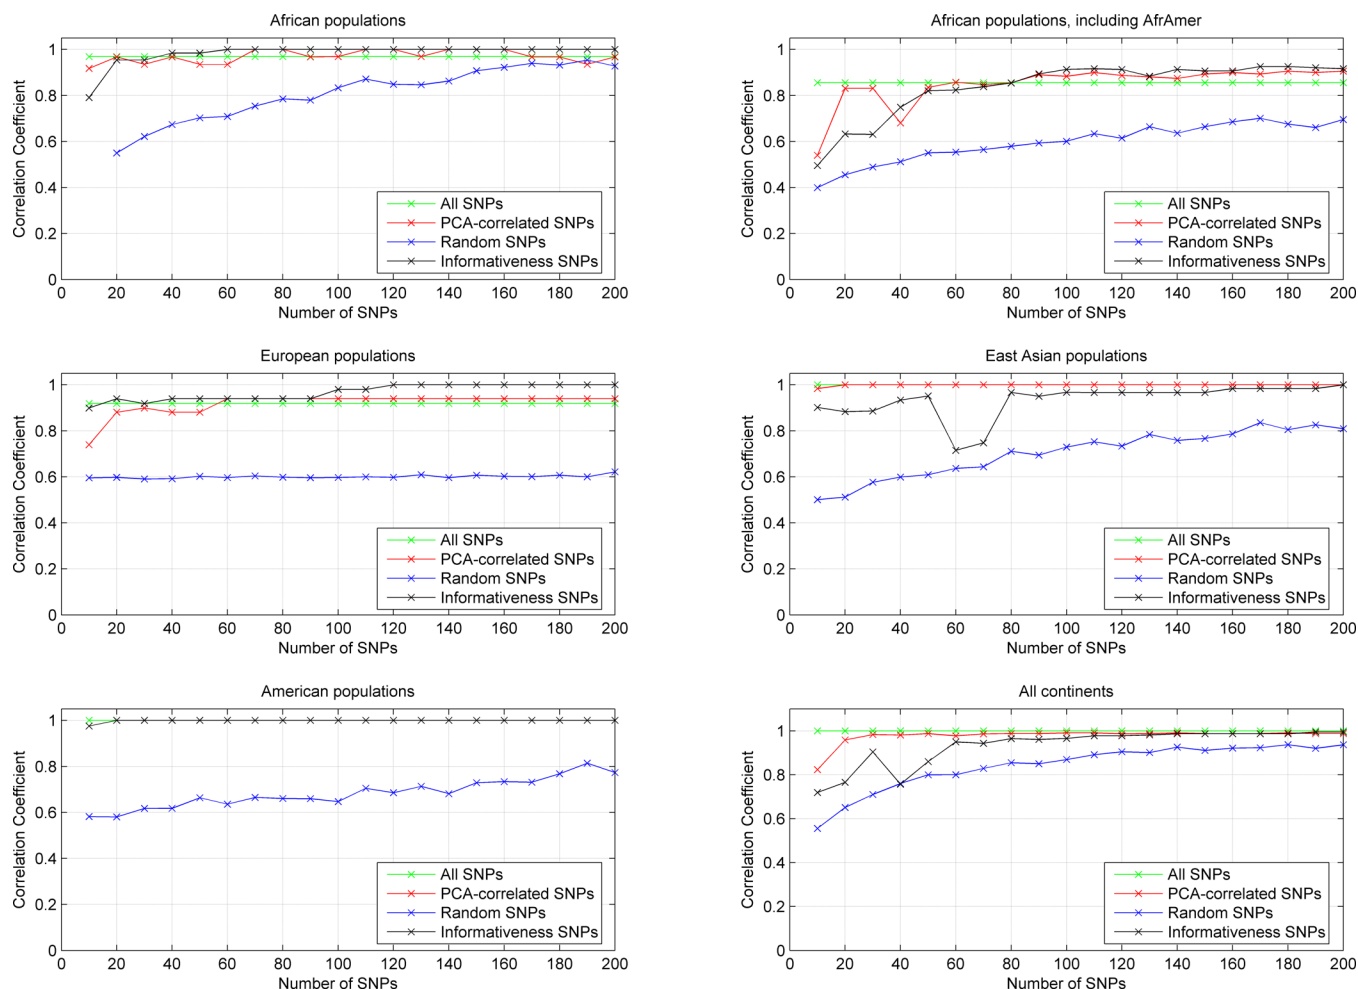 African populations
Correlation Coefficient
1
0.8
0.6
0.4
0.2
0
All SNPs
PCA-correlated SNPs
Random SNPs
Informativeness SNPs
0 20 40 60 80 100 120 140 160 180 200
Number of SNPs
African populations, including AfrAmer
Correlation Coefficient
1
0.8
0.6
0.4
0.2
0
All SNPs
PCA-correlated SNPs
Random SNPs
Informativeness SNPs
0 20 40 60 80 100 120 140 160 180 200
Number of SNPs
European populations
Correlation Coefficient
1
0.8
0.6
0.4
0.2
0
All SNPs
PCA-correlated SNPs
Random SNPs
Informativeness SNPs
0 20 40 60 80 100 120 140 160 180 200
Number of SNPs
East Asian populations
Correlation Coefficient
1
0.8
0.6
0.4
0.2
0
All SNPs
PCA-correlated SNPs
Random SNPs
Informativeness SNPs
0 20 40 60 80 100 120 140 160 180 200
Number of SNPs
American populations
Correlation Coefficient
1
0.8
0.6
0.4
0.2
0
All SNPs
PCA-correlated SNPs
Random SNPs
Informativeness SNPs
0 20 40 60 80 100 120 140 160 180 200
Number of SNPs
All continents
Correlation Coefficient
1
0.8
0.6
0.4
0.2
0
All SNPs
PCA-correlated SNPs
Random SNPs
Informativeness SNPs
0 20 40 60 80 100 120 140 160 180 200
Number of SNPs